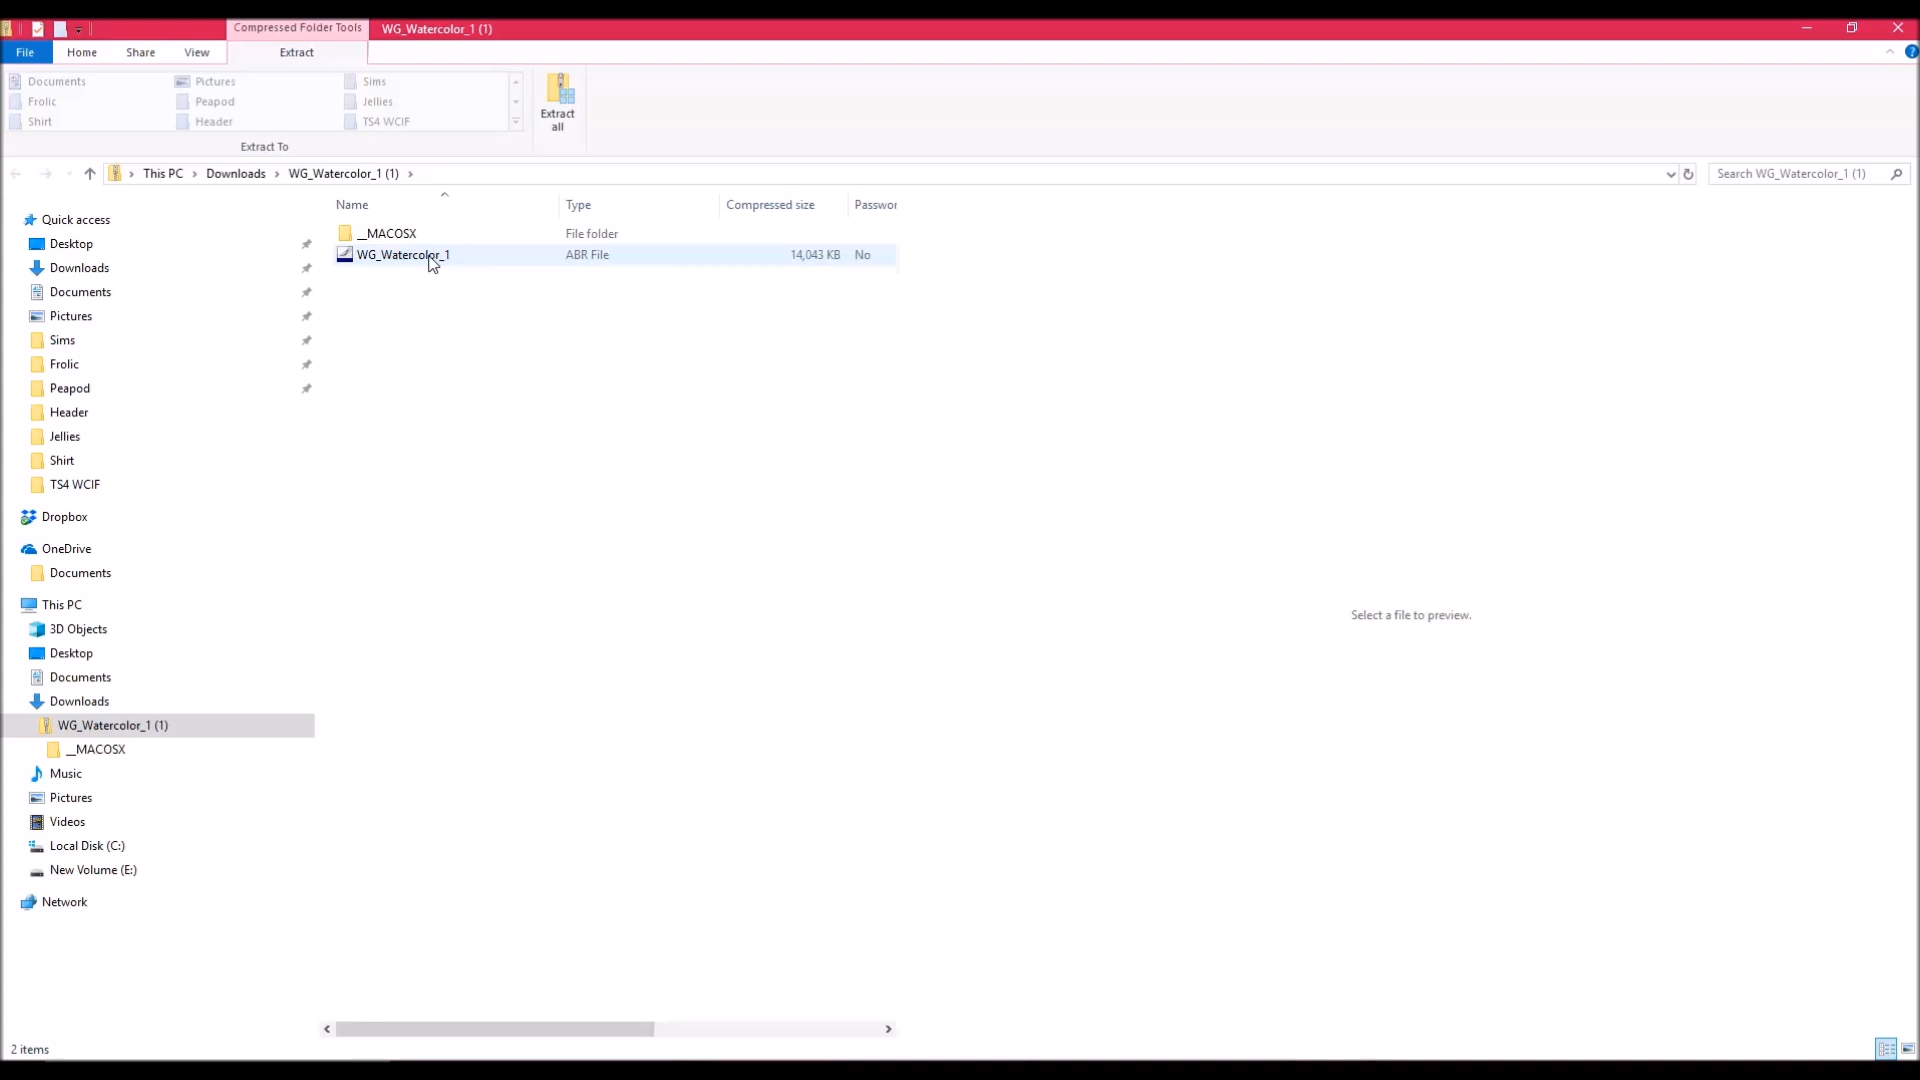 Compressed Folder Tools
WG_Watercolor_1 (1)
File
Home
Share
View
Extract
Documents
Pictures
Sims
Frolic
Peapod
Jellies
Shirt
Header
TS4 WCIF
Extract
all
Extract To
This PC
Downloads
WG_Watercolor_1 (1)
Search WG_Watercolor_1 (1)
Name
Type
Compressed size
Passwor
__MACOSX
File folder
WG_Watercolor_1
ABR File
14,043 KB
No
Quick access
Desktop
Downloads
Documents
Pictures
Sims
Frolic
Peapod
Header
Jellies
Shirt
TS4 WCIF
Dropbox
OneDrive
Documents
This PC
3D Objects
Desktop
Documents
Downloads
WG_Watercolor_1 (1)
__MACOSX
Music
Pictures
Videos
Local Disk (C:)
New Volume (E:)
Network
Select a file to preview.
2 items